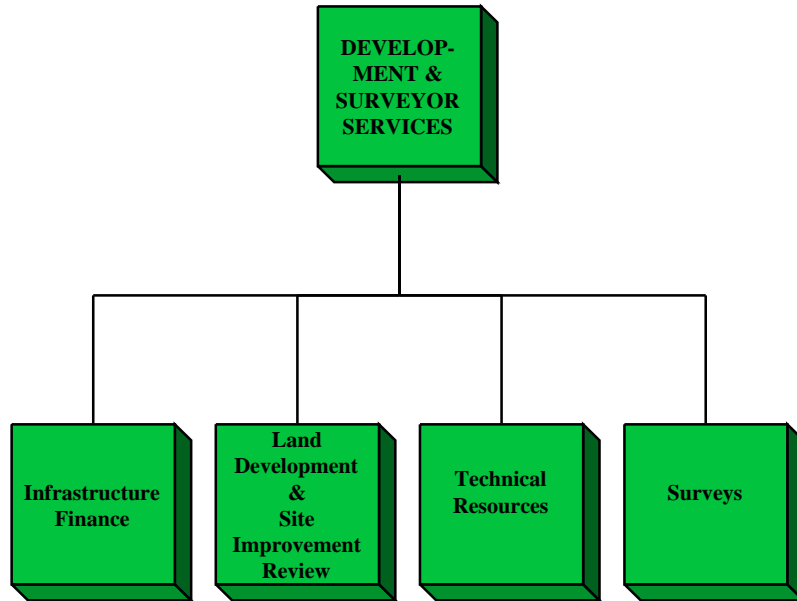 DEVELOP-
MENT &
SURVEYOR
SERVICES
Infrastructure
Finance
Land
Development
&
Site
Improvement
Review
Technical
Resources
Surveys